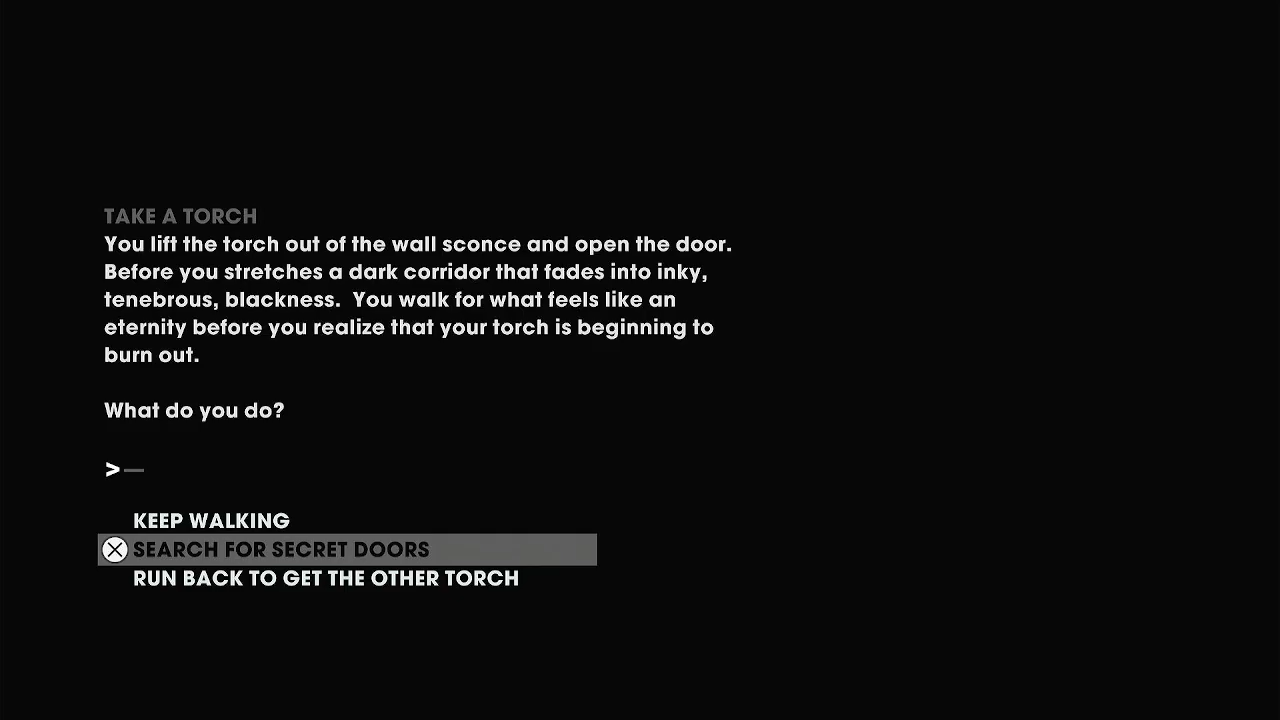 TAKE A TORCH
You lift the torch out of the wall sconce and open the door.
Before you stretches a dark corridor that fades into inky,
tenebrous, blackness.  You walk for what feels like an
eternity before you realize that your torch is beginning to
burn out.
What do you do?
>—
KEEP WALKING
SEARCH FOR SECRET DOORS
RUN BACK TO GET THE OTHER TORCH